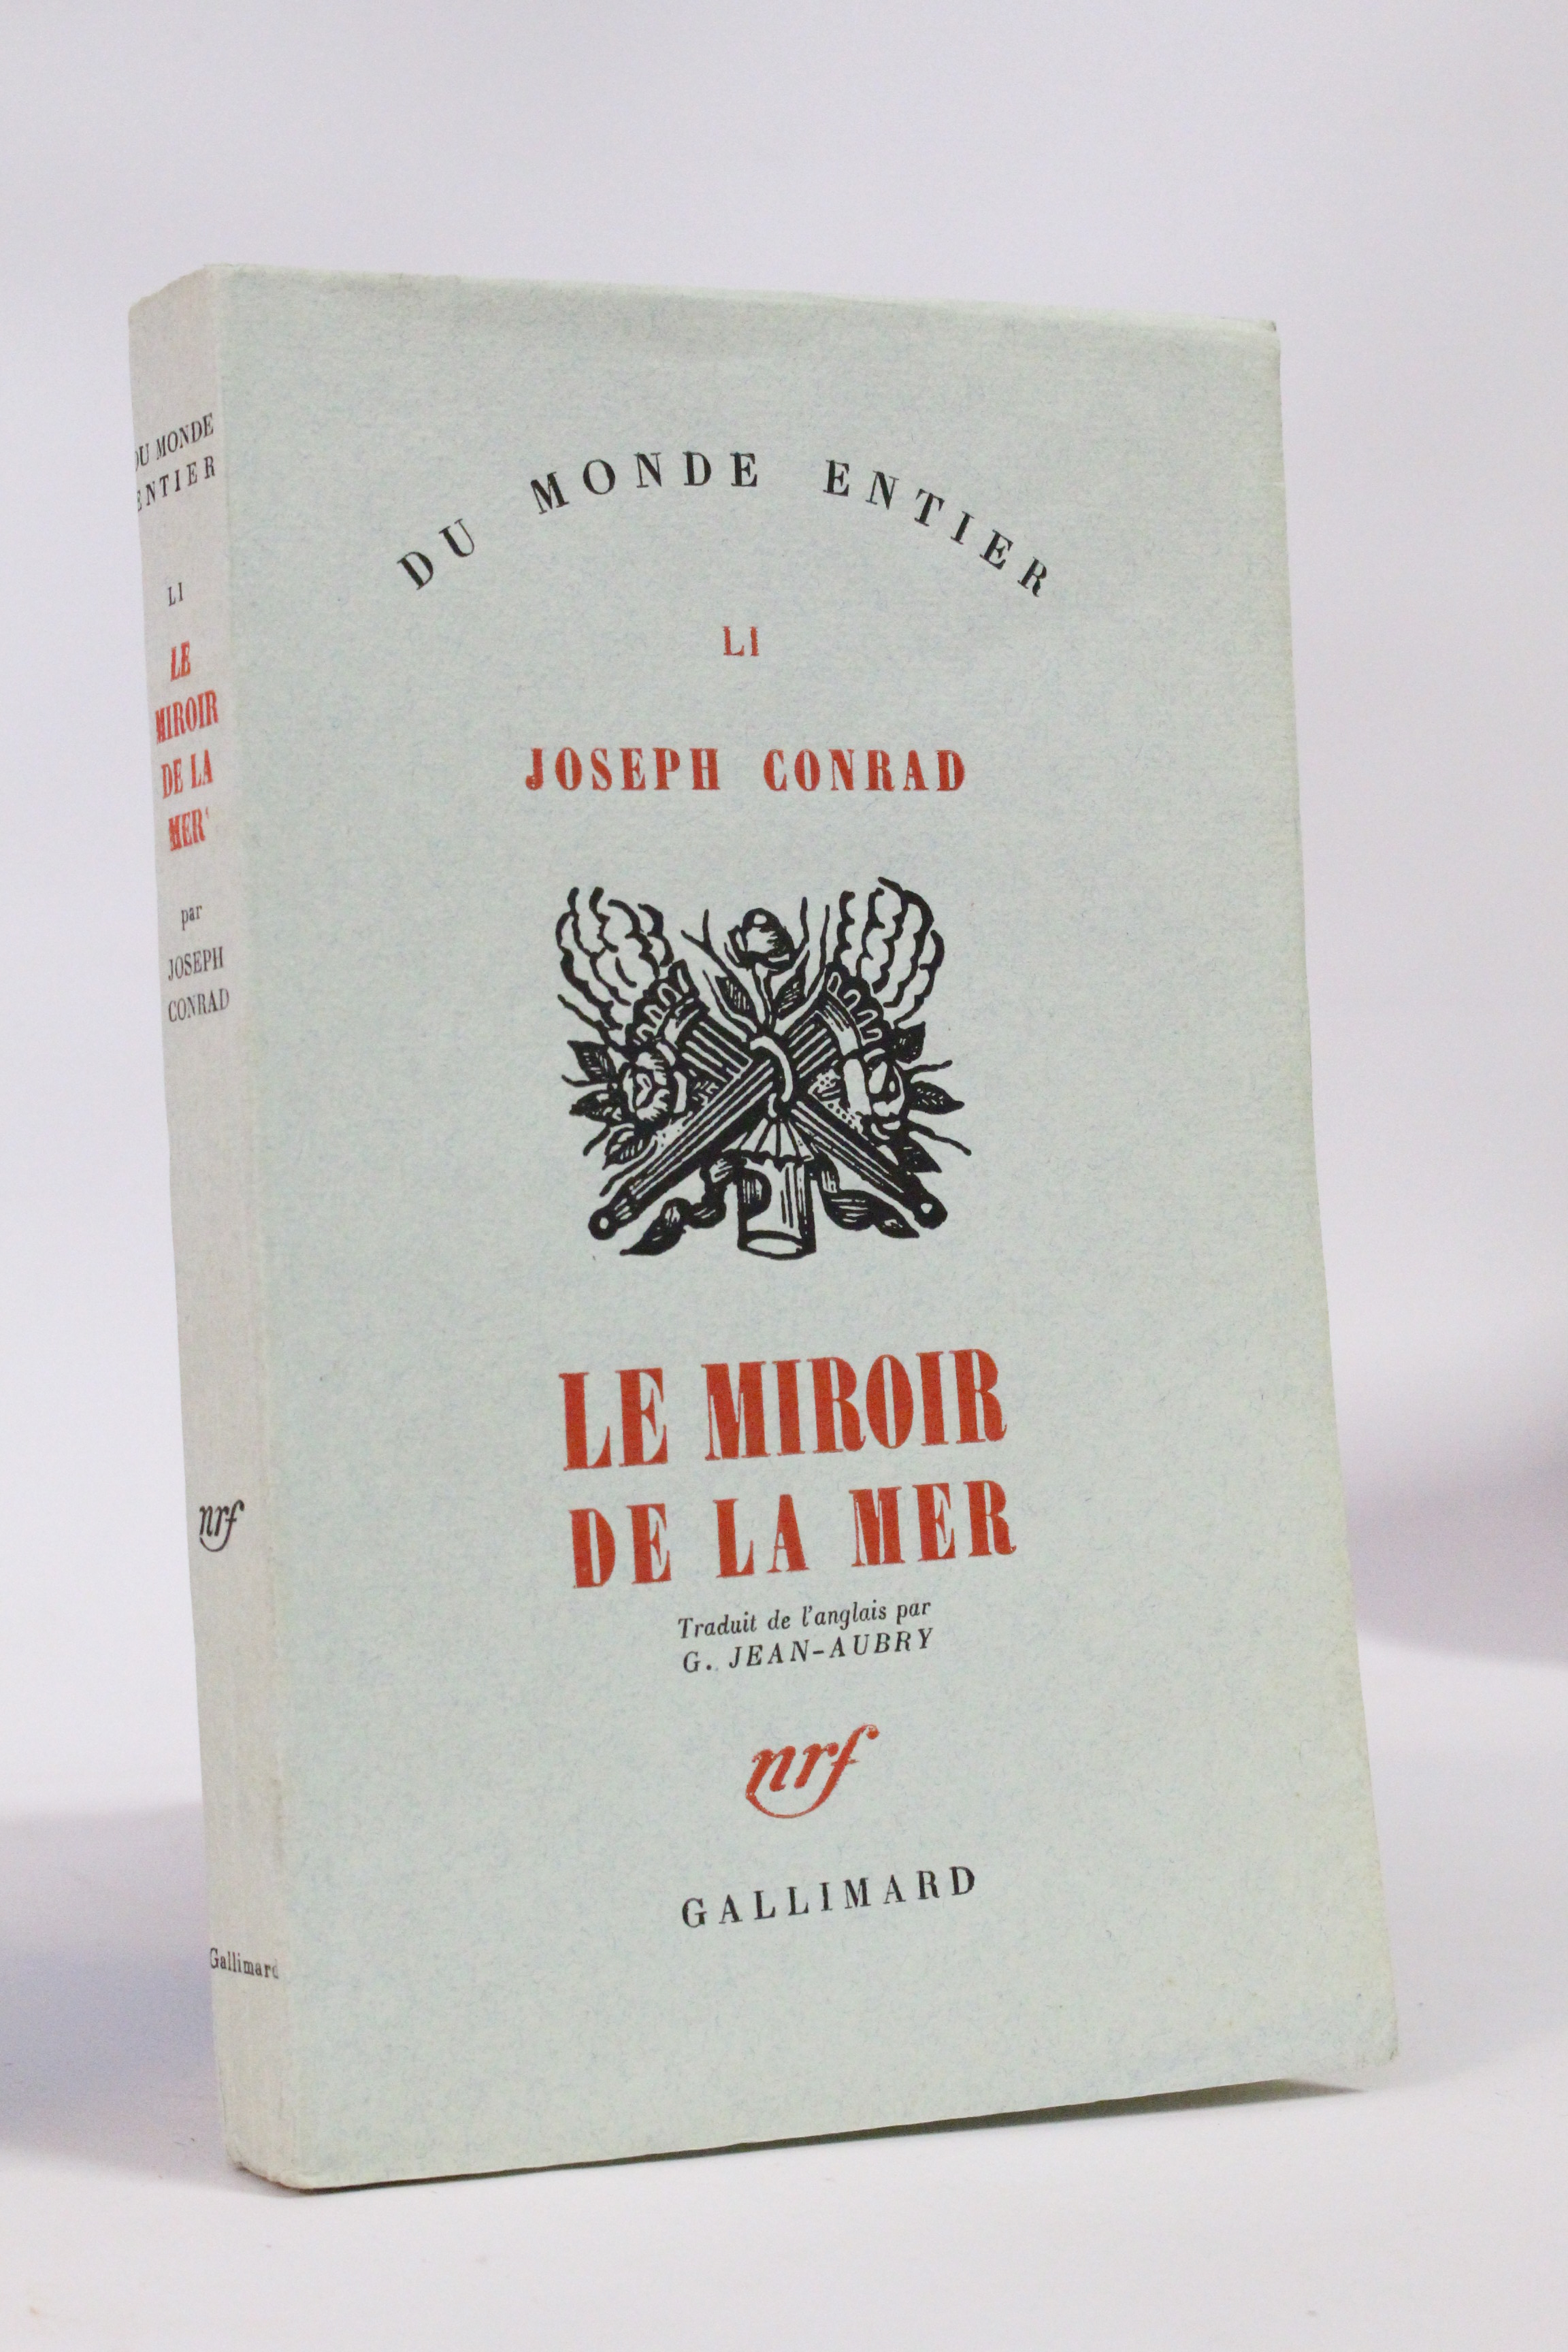 DU MONDE
ENTIER
LI
LE
MIROIR
DE LA
MER
par
JOSEPH
CONRAD
nrf
Gallimard
DU MONDE ENTIER
LI
JOSEPH CONRAD
LE MIROIR
DE LA MER
Traduit de l'anglais par
G. JEAN-AUBRY
nrf
GALLIMARD